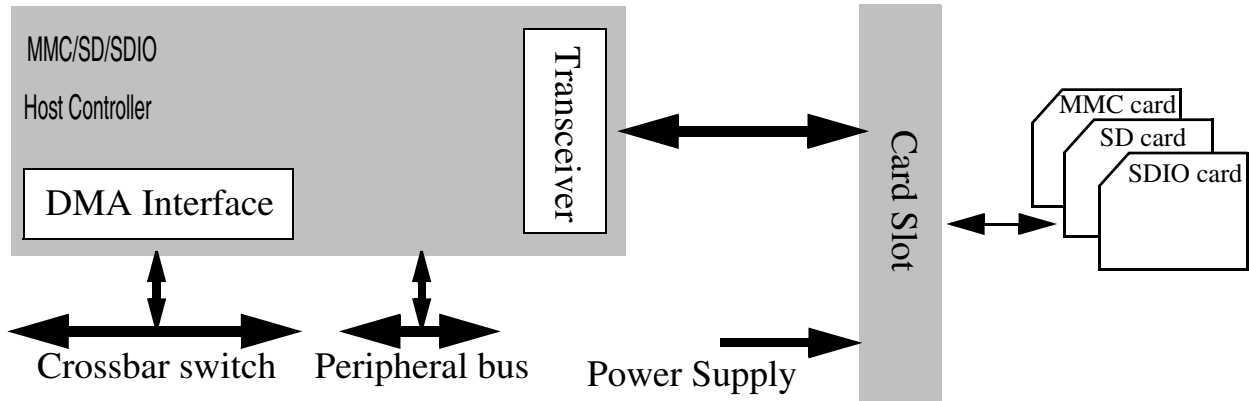 MMC/SD/SDIO
Host Controller
Transceiver
DMA Interface
Card Slot
MMC card
SD card
SDIO card
Crossbar switch
Peripheral bus
Power Supply